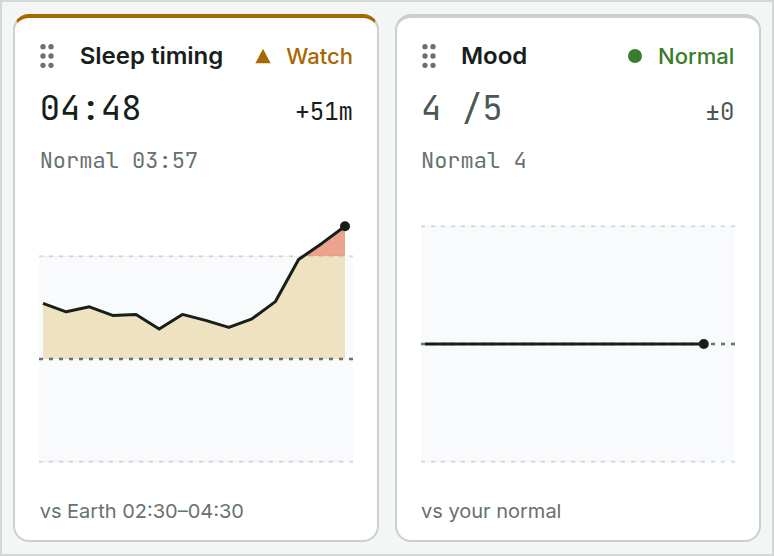 Sleep timing
Watch
04:48
+51m
Normal 03:57
vs Earth 02:30–04:30
Mood
Normal
4 /5
±0
Normal 4
vs your normal